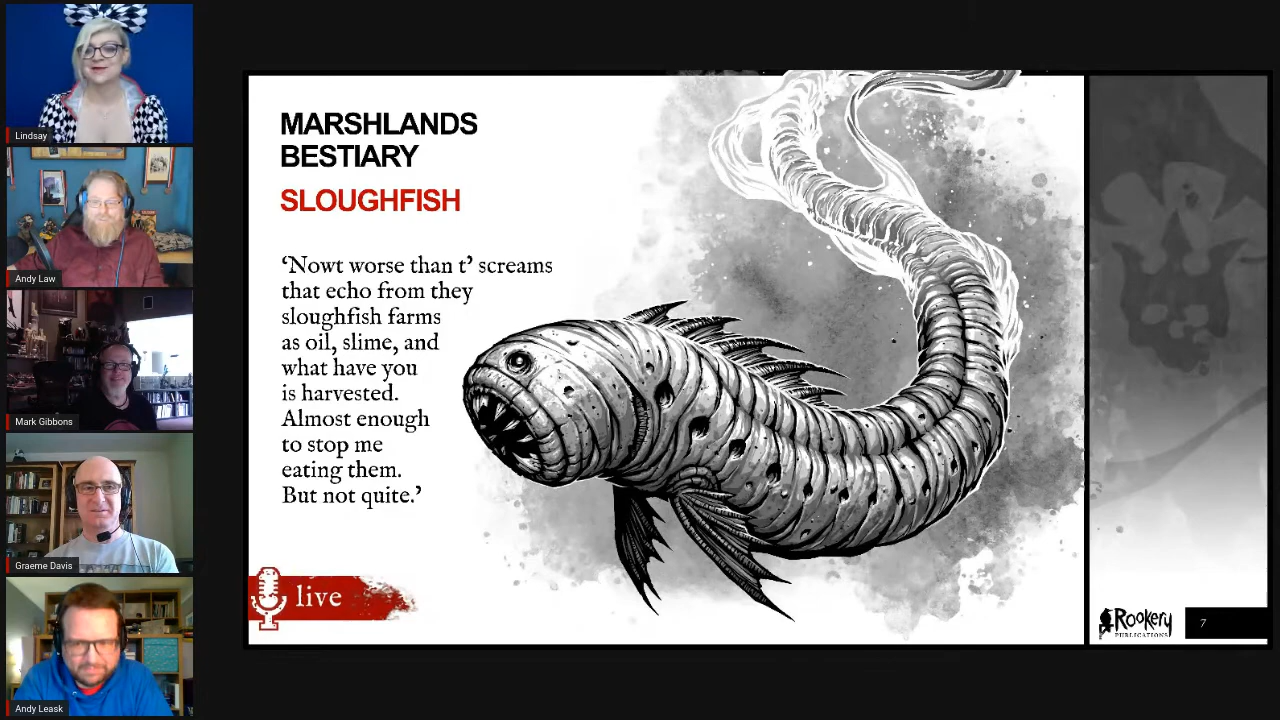 Lindsay
Andy Law
Mark Gibbons
Graeme Davis
Andy Leask
MARSHLANDS
BESTIARY
SLOUGHFISH
‘Nowt worse than t’ screams
that echo from they
sloughfish farms
as oil, slime, and
what have you
is harvested.
Almost enough
to stop me
eating them.
But not quite.’
live
Rookery
PUBLICATIONS
7